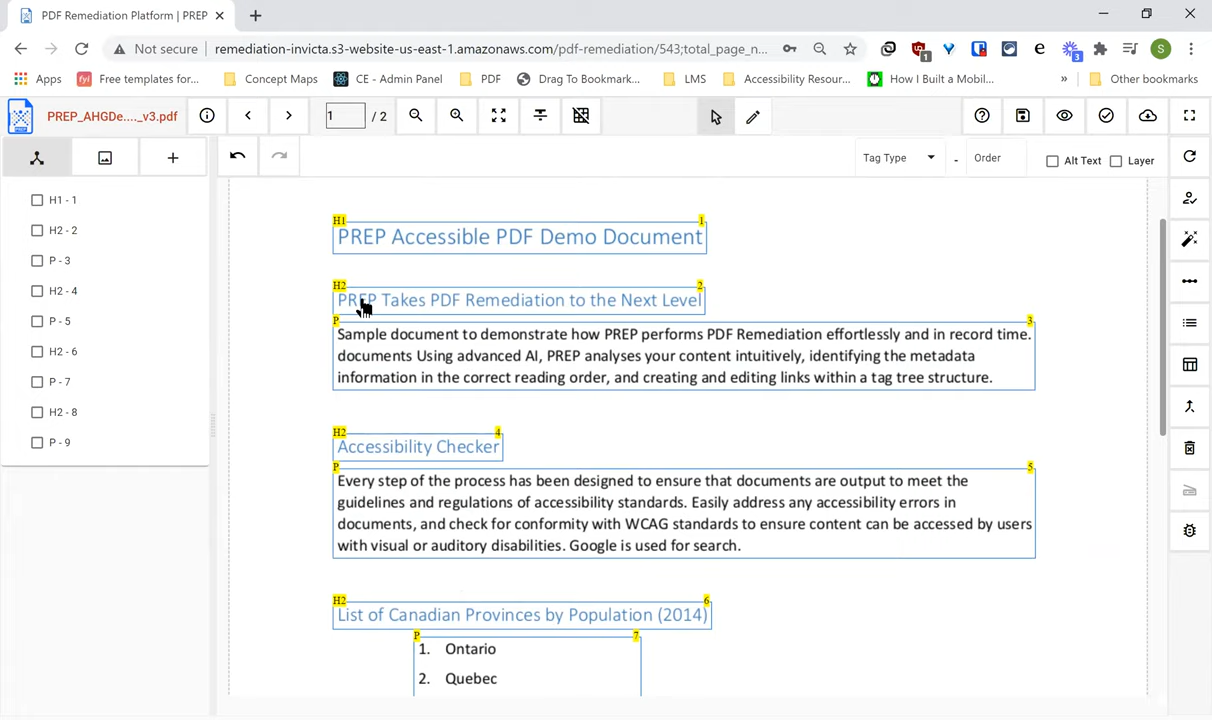 PDF Remediation Platform | PREP
Not secure remediation-invicta.s3-website-us-east-1.amazonaws.com/pdf-remediation/543;total_page_n... 1 e 1 S
Apps fyi Free templates for... Concept Maps CE - Admin Panel PDF Drag To Bookmark... LMS Accessibility Resour... How I Built a Mobil... » Other bookmarks
PREP PREP_AHGDe...._v3.pdf 1 / 2
Tag Type - Order Alt Text Layer
H1 - 1
H2 - 2
P - 3
H2 - 4
P - 5
H2 - 6
P - 7
H2 - 8
P - 9
H1 1
PREP Accessible PDF Demo Document
H2 2
PREP Takes PDF Remediation to the Next Level
P 3
Sample document to demonstrate how PREP performs PDF Remediation effortlessly and in record time.
documents Using advanced AI, PREP analyses your content intuitively, identifying the metadata
information in the correct reading order, and creating and editing links within a tag tree structure.
H2 4
Accessibility Checker
P 5
Every step of the process has been designed to ensure that documents are output to meet the
guidelines and regulations of accessibility standards. Easily address any accessibility errors in
documents, and check for conformity with WCAG standards to ensure content can be accessed by users
with visual or auditory disabilities. Google is used for search.
H2 6
List of Canadian Provinces by Population (2014)
P 7
1. Ontario
2. Quebec